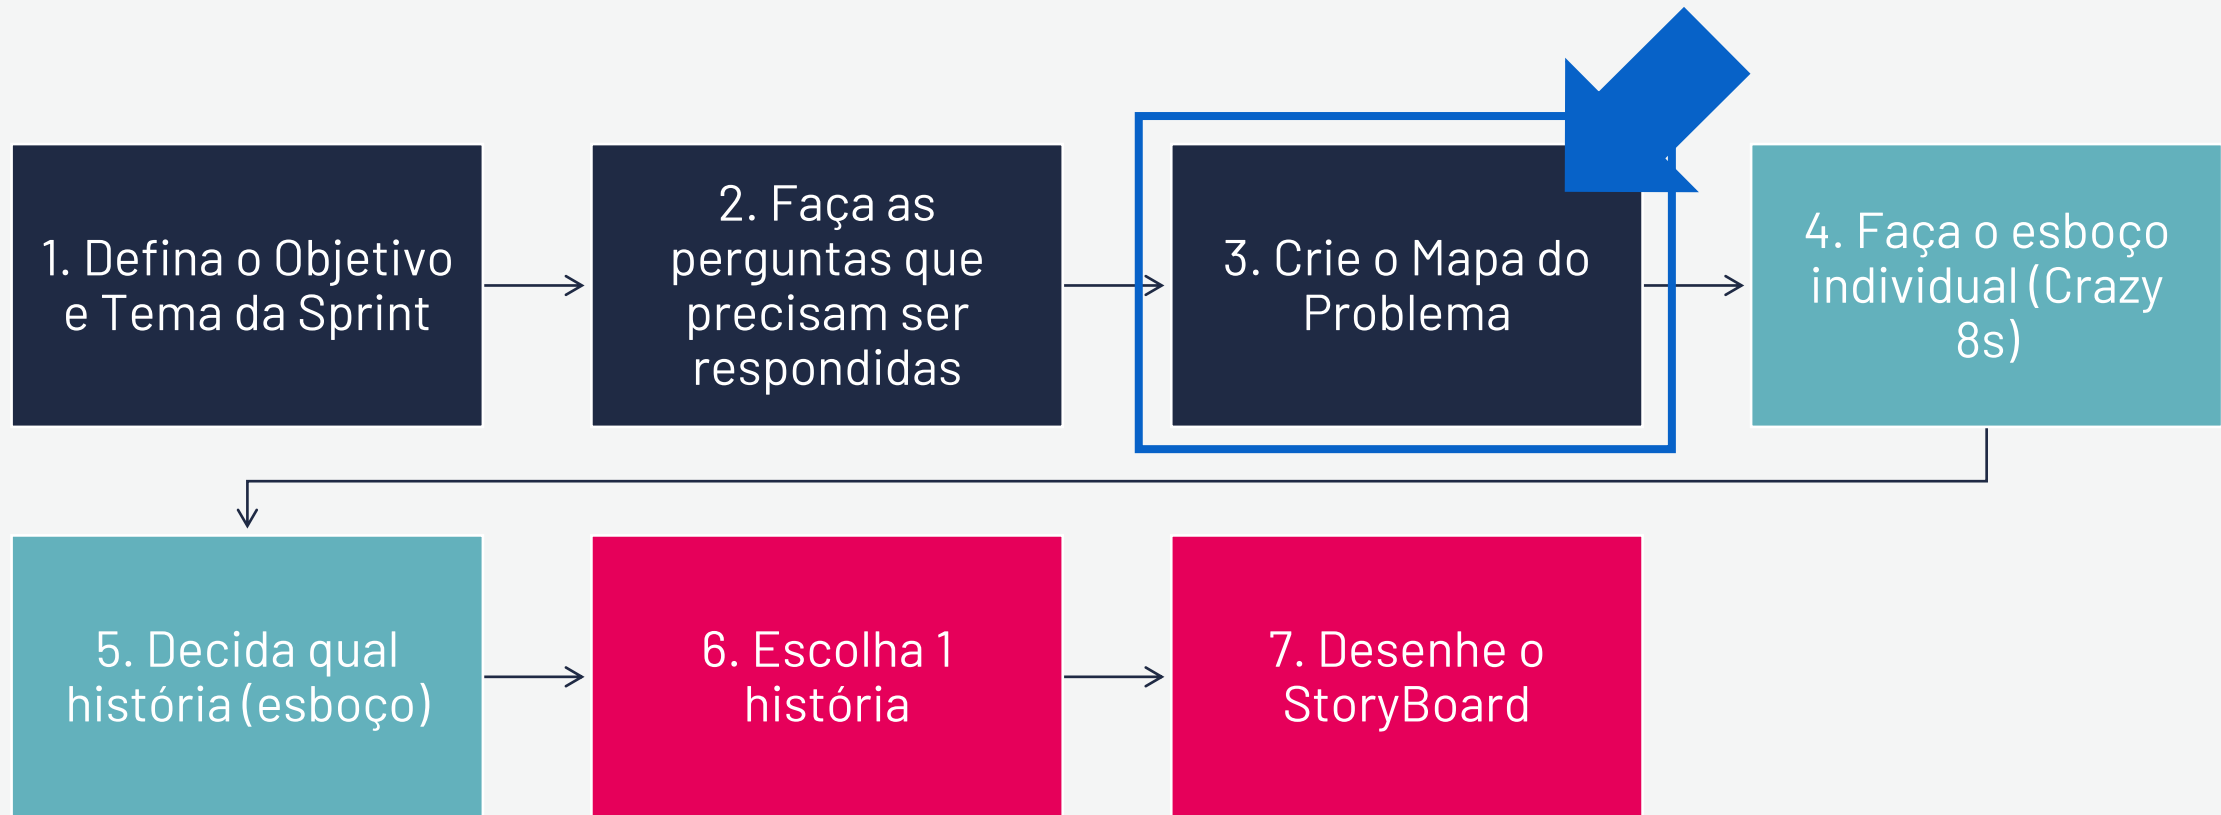 1. Defina o Objetivo
e Tema da Sprint
2. Faça as
perguntas que
precisam ser
respondidas
3. Crie o Mapa do
Problema
4. Faça o esboço
individual (Crazy
8s)
5. Decida qual
história (esboço)
6. Escolha 1
história
7. Desenhe o
StoryBoard